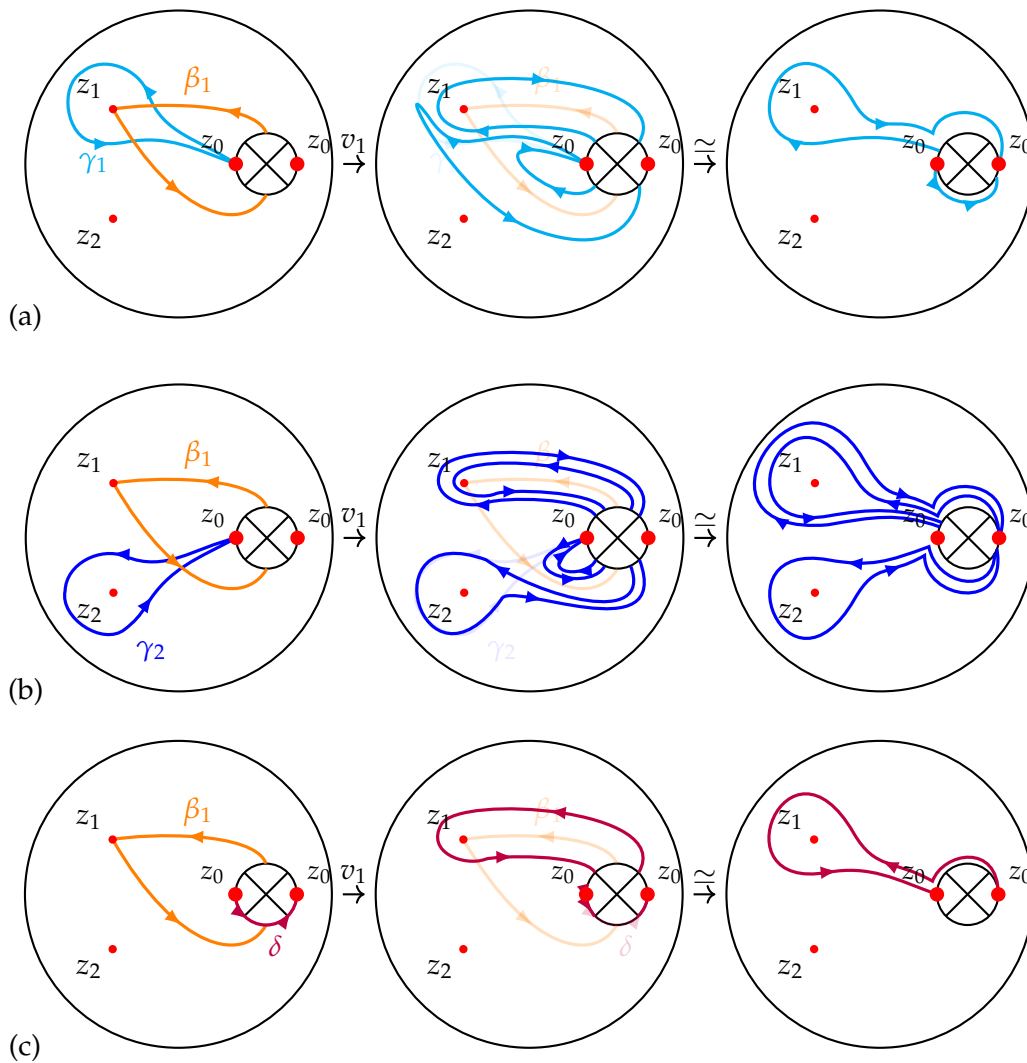 z₁ β₁ z₀ z₀ γ₁ z₂ v₁ z₁ β₁ z₀ z₀ γ z₂ ≃ z₁ z₀ z₀ z₂
(a)
z₁ β₁ z₀ z₀ z₂ γ₂ v₁ z₁ β z₀ z₀ z₂ γ₂ ≃ z₁ z₀ z₀ z₂
(b)
z₁ β₁ z₀ z₀ δ z₂ v₁ z₁ β₁ z₀ z₀ δ z₂ ≃ z₁ z₀ z₀ z₂
(c)